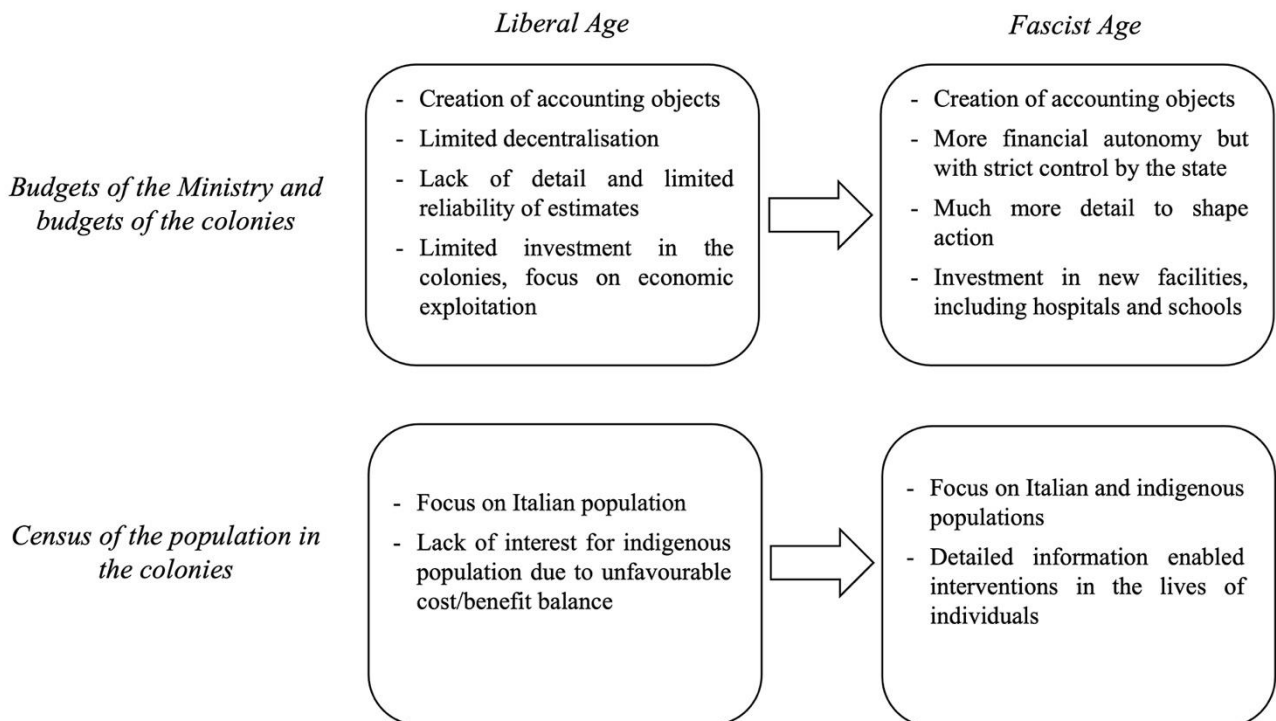 Liberal Age
Fascist Age
Budgets of the Ministry and
budgets of the colonies
- Creation of accounting objects
- Limited decentralisation
- Lack of detail and limited
reliability of estimates
- Limited investment in the
colonies, focus on economic
exploitation
- Creation of accounting objects
- More financial autonomy but
with strict control by the state
- Much more detail to shape
action
- Investment in new facilities,
including hospitals and schools
Census of the population in
the colonies
- Focus on Italian population
- Lack of interest for indigenous
population due to unfavourable
cost/benefit balance
- Focus on Italian and indigenous
populations
- Detailed information enabled
interventions in the lives of
individuals